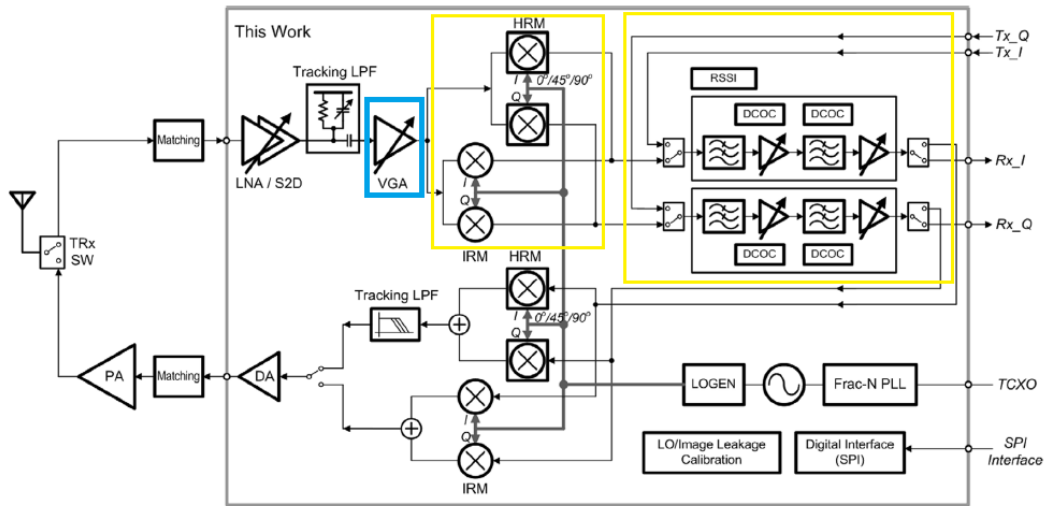 This Work
HRM
Tx_Q
Tx_I
Tracking LPF
I
0°/45°/90°
Q
RSSI
DCOC
DCOC
Matching
LNA / S2D
VGA
I
Q
Rx_I
Rx_Q
IRM
DCOC
DCOC
TRx
SW
HRM
Tracking LPF
I
0°/45°/90°
Q
PA
Matching
DA
LOGEN
Frac-N PLL
TCXO
I
Q
IRM
LO/Image Leakage
Calibration
Digital Interface
(SPI)
SPI
Interface